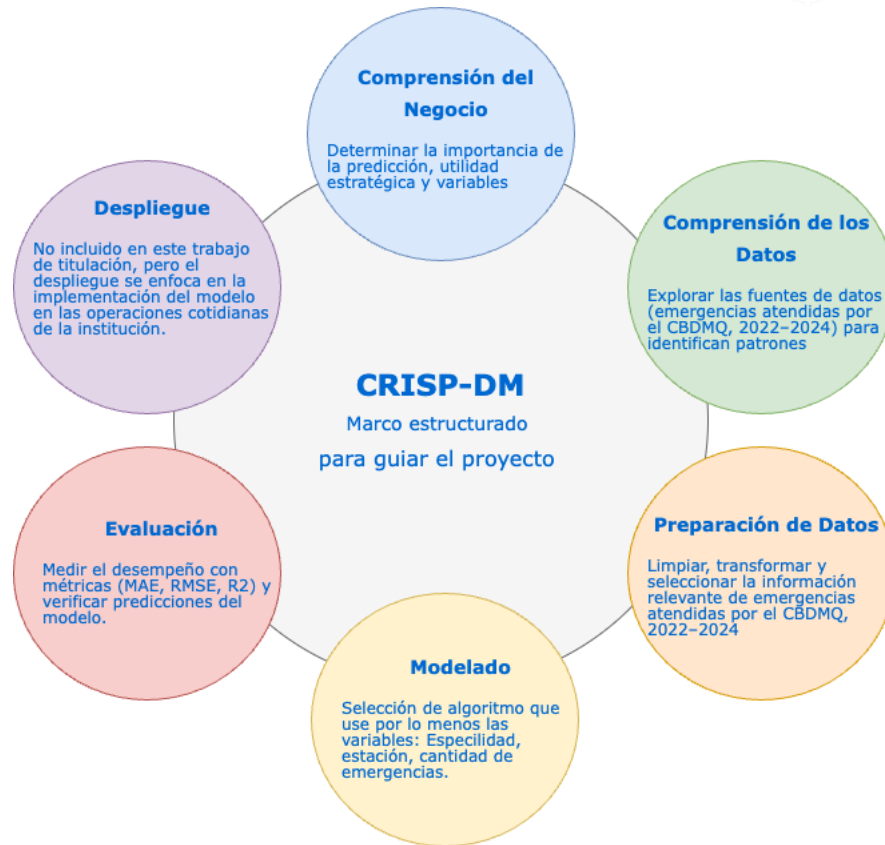 Comprensión del
Negocio
Determinar la importancia de
la predicción, utilidad
estratégica y variables
Despliegue
No incluido en este trabajo
de titulación, pero el
despliegue se enfoca en la
implementación del modelo
en las operaciones cotidianas
de la institución.
Comprensión de los
Datos
Explorar las fuentes de datos
(emergencias atendidas por
el CBDMQ, 2022–2024) para
identifican patrones
CRISP-DM
Marco estructurado
para guiar el proyecto
Evaluación
Medir el desempeño con
métricas (MAE, RMSE, R2) y
verificar predicciones del
modelo.
Preparación de Datos
Limpiar, transformar y
seleccionar la información
relevante de emergencias
atendidas por el CBDMQ,
2022–2024
Modelado
Selección de algoritmo que
use por lo menos las
variables: Especilidad,
estación, cantidad de
emergencias.